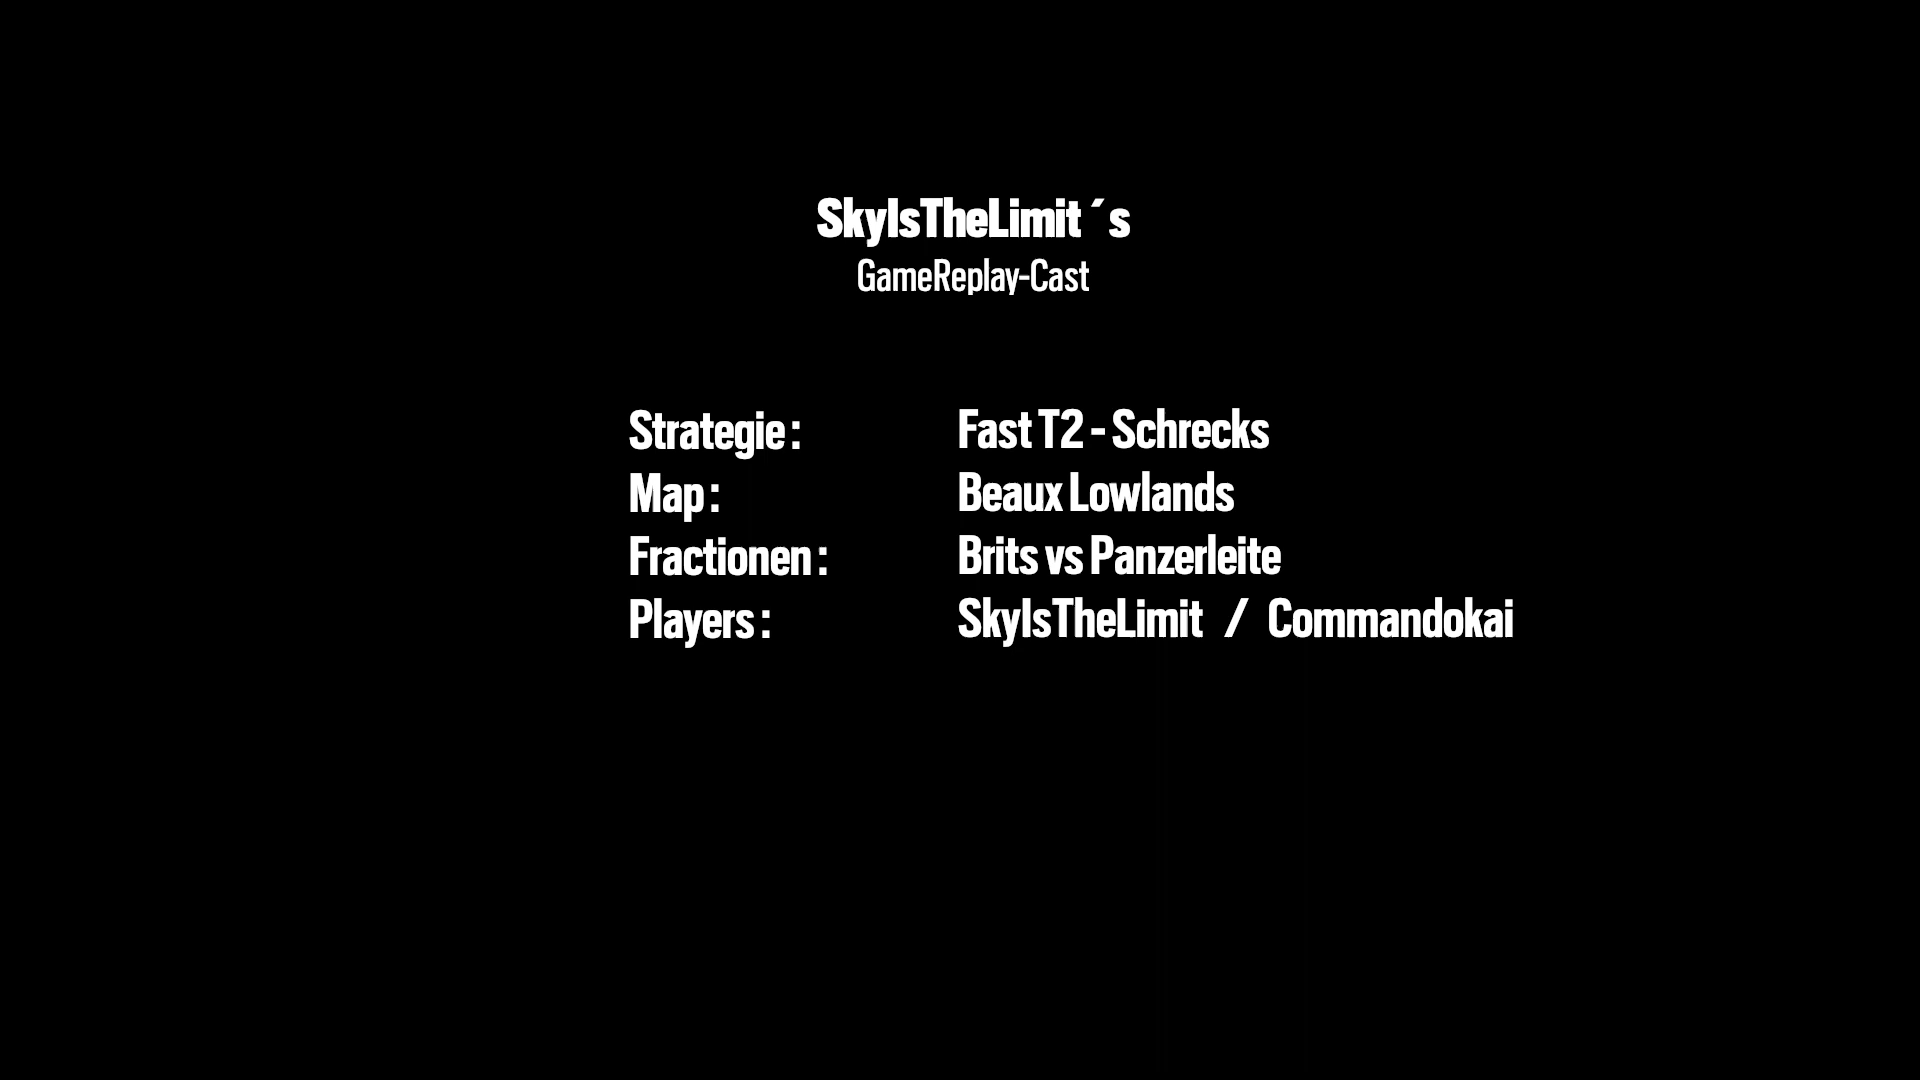 SkyIsTheLimit´s
GameReplay-Cast
Strategie: Fast T2 - Schrecks
Map: Beaux Lowlands
Fractionen: Brits vs Panzerleite
Players: SkyIsTheLimit / Commandokai